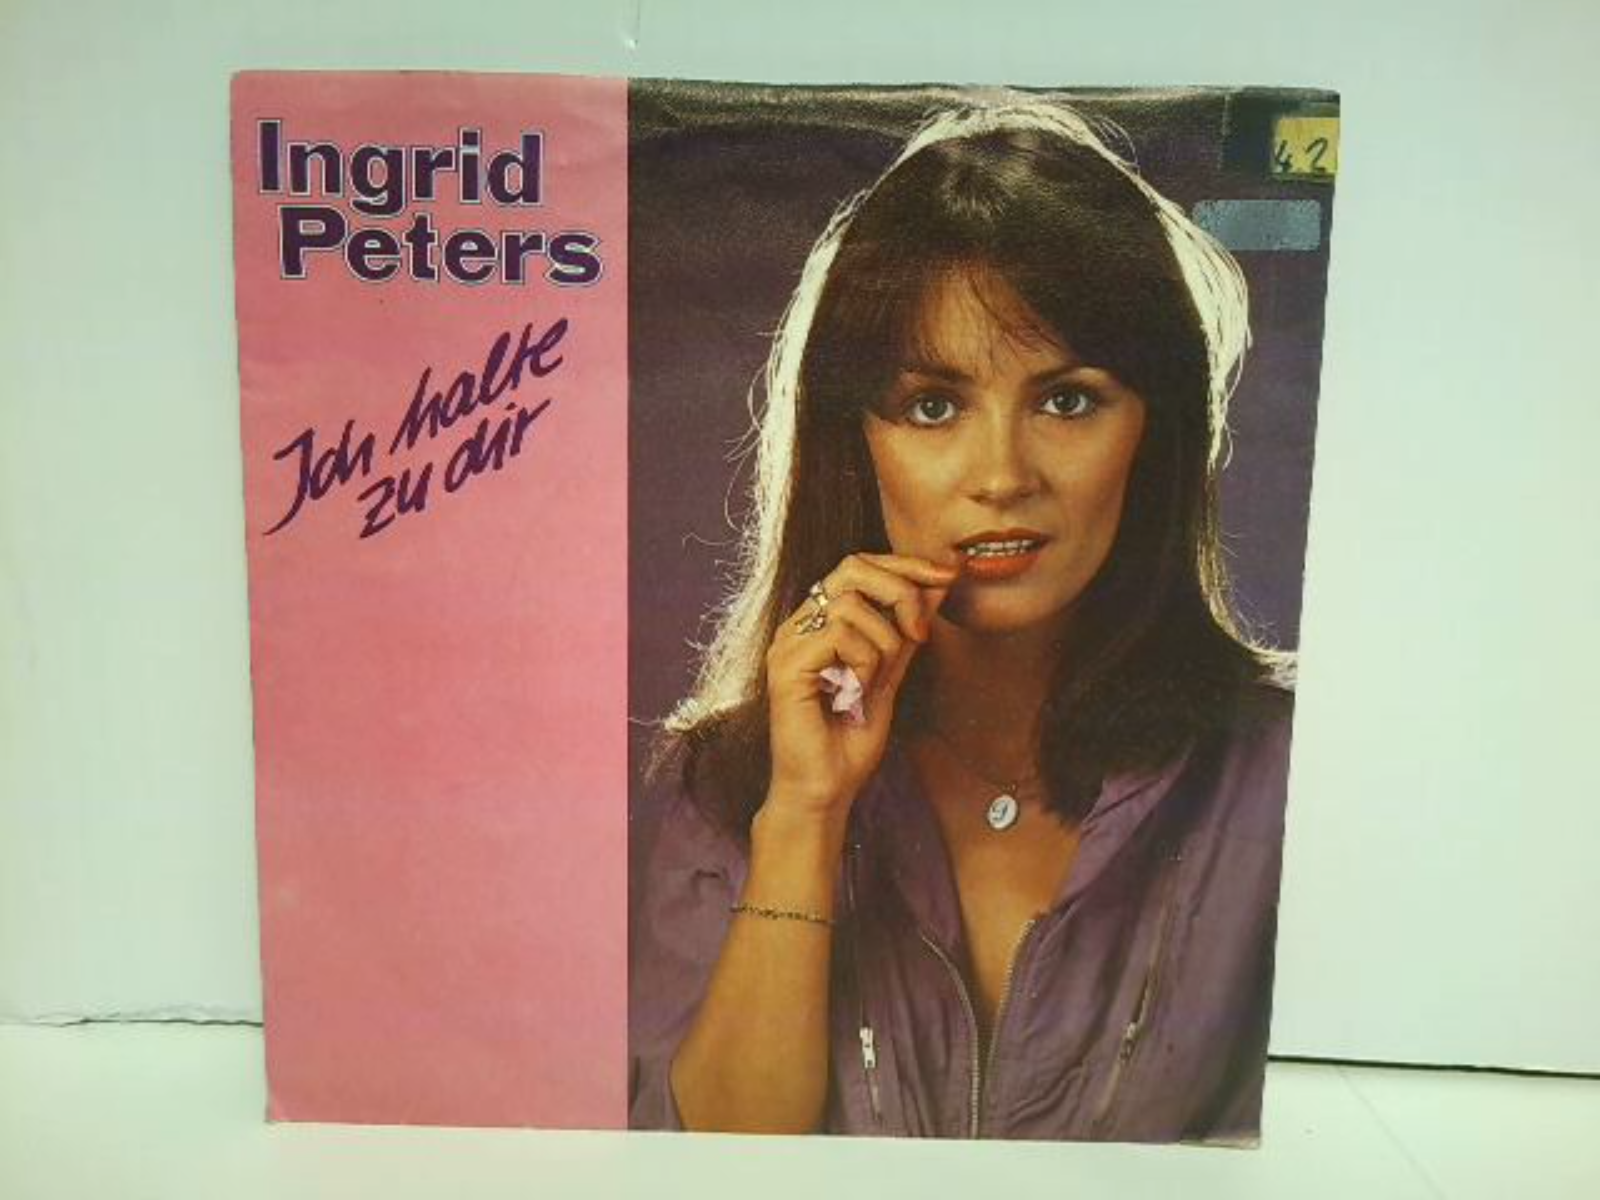 Ingrid
Peters
Ich halte
zu dir
42